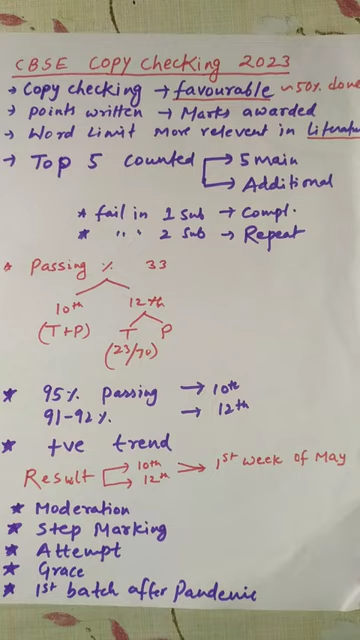 CBSE COPY CHECKING 2023
→ Copy checking → favourable ~50% done
→ Points written → Marks awarded
→ Word Limit More relevent in Literatu
→ Top 5 counted → 5 main
→ Additional
* fail in 1 Sub → Compt.
* " " 2 Sub → Repeat
* Passing % 33
10th 12th
(T+P) T P
(23/70)
* 95% Passing → 10th
91-92% → 12th
* +ve trend
Result → 10th → 1st week of May
→ 12th
* Moderation
* Step Marking
* Attempt
* Grace
* 1st batch after Pandemic